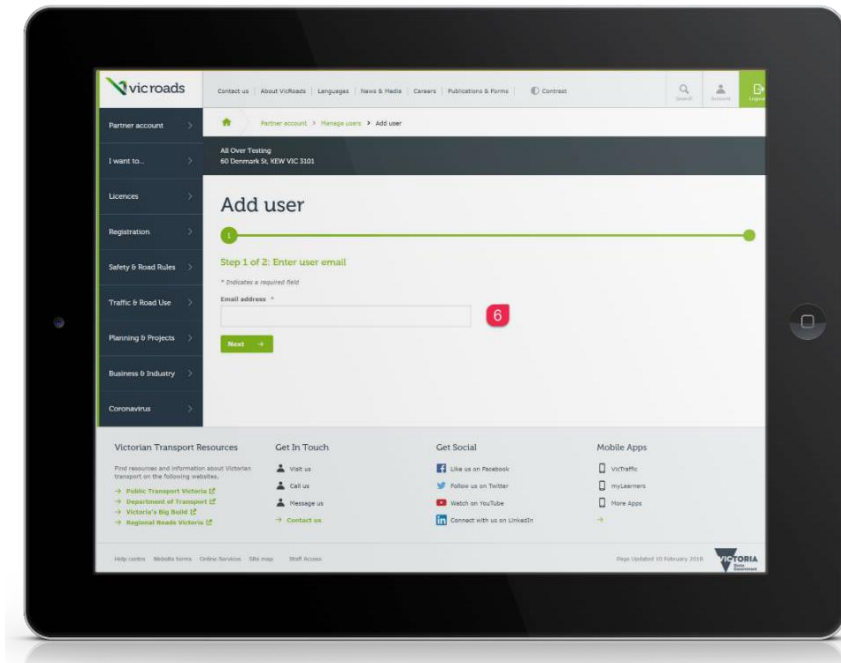 vicroads
Contact us | About VicRoads | Languages | News & Media | Careers | Publications & Forms | Contrast
Search
Account
Logout
Partner account
I want to...
Licences
Registration
Safety & Road Rules
Traffic & Road Use
Planning & Projects
Business & Industry
Coronavirus
Partner account > Manage users > Add user
All Over Testing
60 Denmark St, KEW VIC 3101
Add user
1
Step 1 of 2: Enter user email
* Indicates a required field
Email address *
6
Next →
Victorian Transport Resources
Find resources and information about Victorian
transport on the following websites.
→ Public Transport Victoria
→ Department of Transport
→ Victoria's Big Build
→ Regional Roads Victoria
Get In Touch
Visit us
Call us
Message us
→ Contact us
Get Social
Like us on Facebook
Follow us on Twitter
Watch on YouTube
Connect with us on LinkedIn
Mobile Apps
VicTraffic
myLearners
More Apps
→
Help centre Website terms Online Services Site map Staff Access
Page Updated 10 February 2016
VICTORIA
State
Government